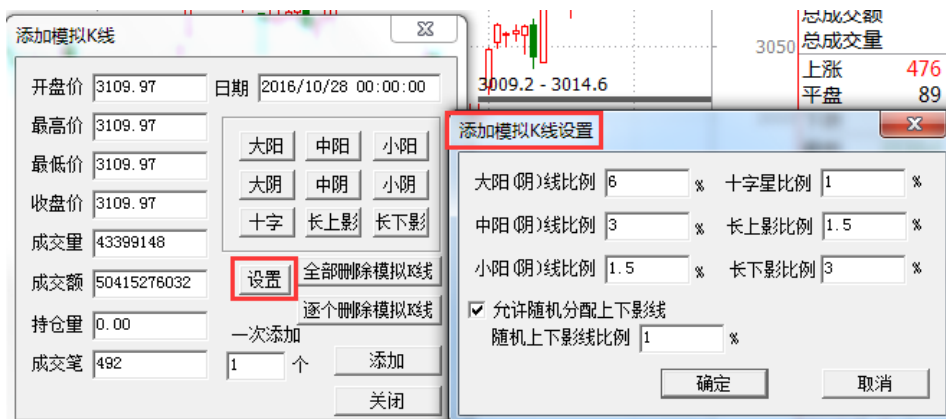 添加模拟K线
开盘价 3109.97 日期 2016/10/28 00:00:00
最高价 3109.97
最低价 3109.97
收盘价 3109.97
成交量 43399148
成交额 50415276032
持仓量 0.00
成交笔 492
大阳 中阳 小阳
大阴 中阴 小阴
十字 长上影 长下影
设置 全部删除模拟K线
逐个删除模拟K线
一次添加
1 个 添加
关闭
3009.2 - 3014.6
3050
总成交额
总成交量
上涨 476
平盘 89
添加模拟K线设置
大阳(阴)线比例 6 % 十字星比例 1 %
中阳(阴)线比例 3 % 长上影比例 1.5 %
小阳(阴)线比例 1.5 % 长下影比例 3 %
允许随机分配上下影线
随机上下影线比例 1 %
确定 取消